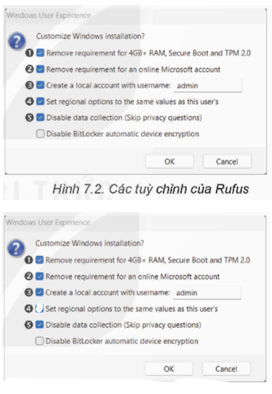 Windows User Experience
Customize Windows installation?
1 Remove requirement for 4GB+ RAM, Secure Boot and TPM 2.0
2 Remove requirement for an online Microsoft account
3 Create a local account with username: admin
4 Set regional options to the same values as this user's
5 Disable data collection (Skip privacy questions)
Disable BitLocker automatic device encryption
OK Cancel
Hình 7.2. Các tuỳ chỉnh của Rufus
Windows User Experience
Customize Windows installation?
1 Remove requirement for 4GB+ RAM, Secure Boot and TPM 2.0
2 Remove requirement for an online Microsoft account
3 Create a local account with username: admin
4 Set regional options to the same values as this user's
5 Disable data collection (Skip privacy questions)
Disable BitLocker automatic device encryption
OK Cancel